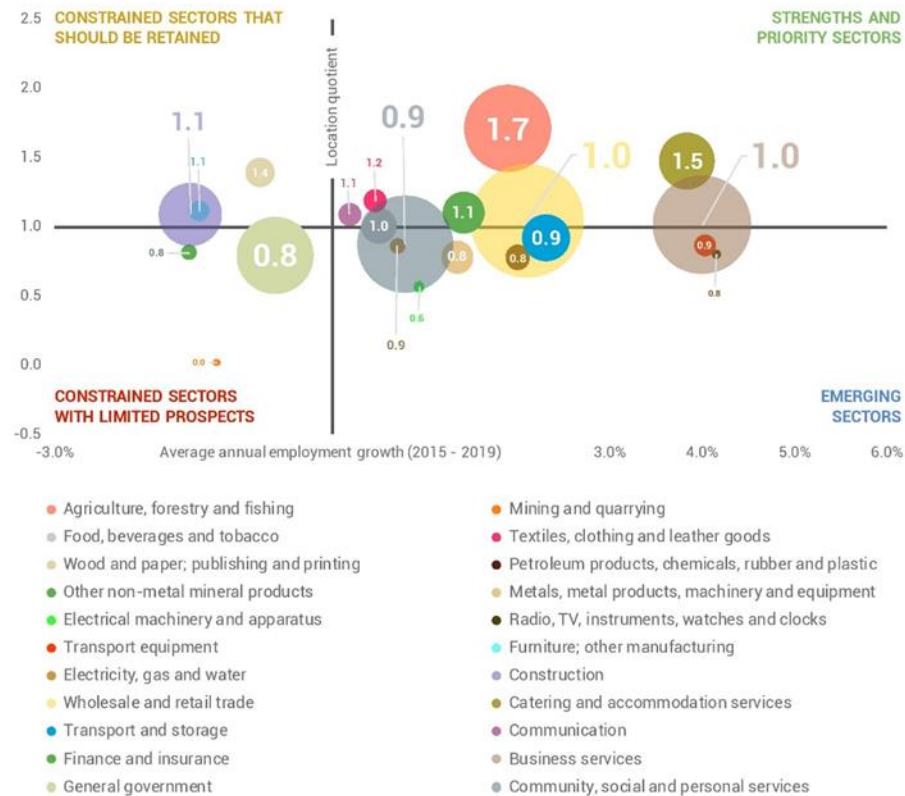 2.5
CONSTRAINED SECTORS THAT
SHOULD BE RETAINED
STRENGTHS AND
PRIORITY SECTORS
Location quotient
2.0
1.5
1.0
0.5
0.0
-0.5
1.1
1.1
1.4
0.8
0.8
0.0
1.1
1.2
1.0
0.9
0.9
0.6
0.8
1.1
1.7
0.8
0.9
1.0
1.5
1.0
0.9
0.8
CONSTRAINED SECTORS
WITH LIMITED PROSPECTS
EMERGING
SECTORS
-3.0%
Average annual employment growth (2015 - 2019)
3.0%
4.0%
5.0%
6.0%
Agriculture, forestry and fishing
Food, beverages and tobacco
Wood and paper; publishing and printing
Other non-metal mineral products
Electrical machinery and apparatus
Transport equipment
Electricity, gas and water
Wholesale and retail trade
Transport and storage
Finance and insurance
General government
Mining and quarrying
Textiles, clothing and leather goods
Petroleum products, chemicals, rubber and plastic
Metals, metal products, machinery and equipment
Radio, TV, instruments, watches and clocks
Furniture; other manufacturing
Construction
Catering and accommodation services
Communication
Business services
Community, social and personal services